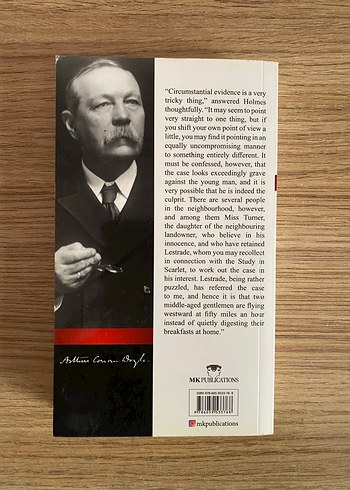 “Circumstantial evidence is a very
tricky thing,” answered Holmes
thoughtfully. “It may seem to point
very straight to one thing, but if
you shift your own point of view a
little, you may find it pointing in an
equally uncompromising manner
to something entirely different. It
must be confessed, however, that
the case looks exceedingly grave
against the young man, and it is
very possible that he is indeed the
culprit. There are several people
in the neighbourhood, however,
and among them Miss Turner,
the daughter of the neighbouring
landowner, who believe in his
innocence, and who have retained
Lestrade, whom you may recollect
in connection with the Study in
Scarlet, to work out the case in
his interest. Lestrade, being rather
puzzled, has referred the case
to me, and hence it is that two
middle-aged gentlemen are flying
westward at fifty miles an hour
instead of quietly digesting their
breakfasts at home.”
Arthur Conan Doyle.
MK PUBLICATIONS
mkpublications